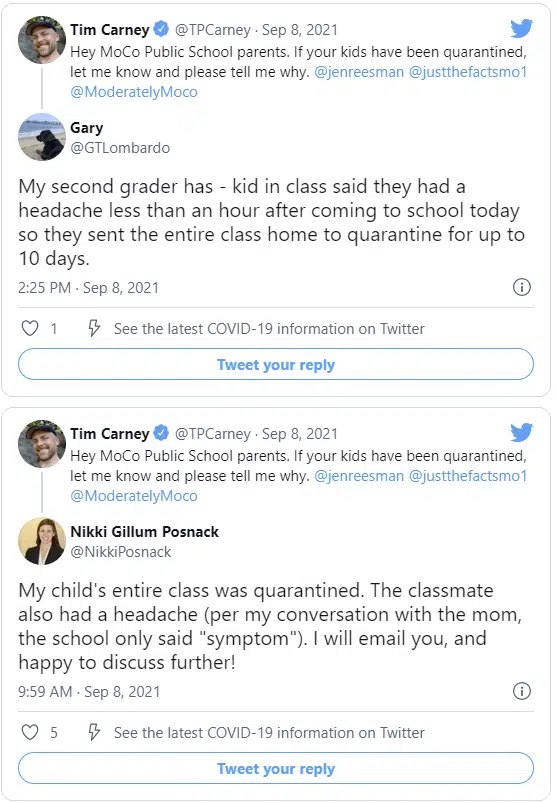 Tim Carney @TPCarney · Sep 8, 2021
Hey MoCo Public School parents. If your kids have been quarantined,
let me know and please tell me why. @jenreesman @justthefactsmo1
@ModeratelyMoco
Gary
@GTLombardo
My second grader has - kid in class said they had a
headache less than an hour after coming to school today
so they sent the entire class home to quarantine for up to
10 days.
2:25 PM · Sep 8, 2021
1 See the latest COVID-19 information on Twitter
Tweet your reply
Tim Carney @TPCarney · Sep 8, 2021
Hey MoCo Public School parents. If your kids have been quarantined,
let me know and please tell me why. @jenreesman @justthefactsmo1
@ModeratelyMoco
Nikki Gillum Posnack
@NikkiPosnack
My child's entire class was quarantined. The classmate
also had a headache (per my conversation with the mom,
the school only said "symptom"). I will email you, and
happy to discuss further!
9:59 AM · Sep 8, 2021
5 See the latest COVID-19 information on Twitter
Tweet your reply